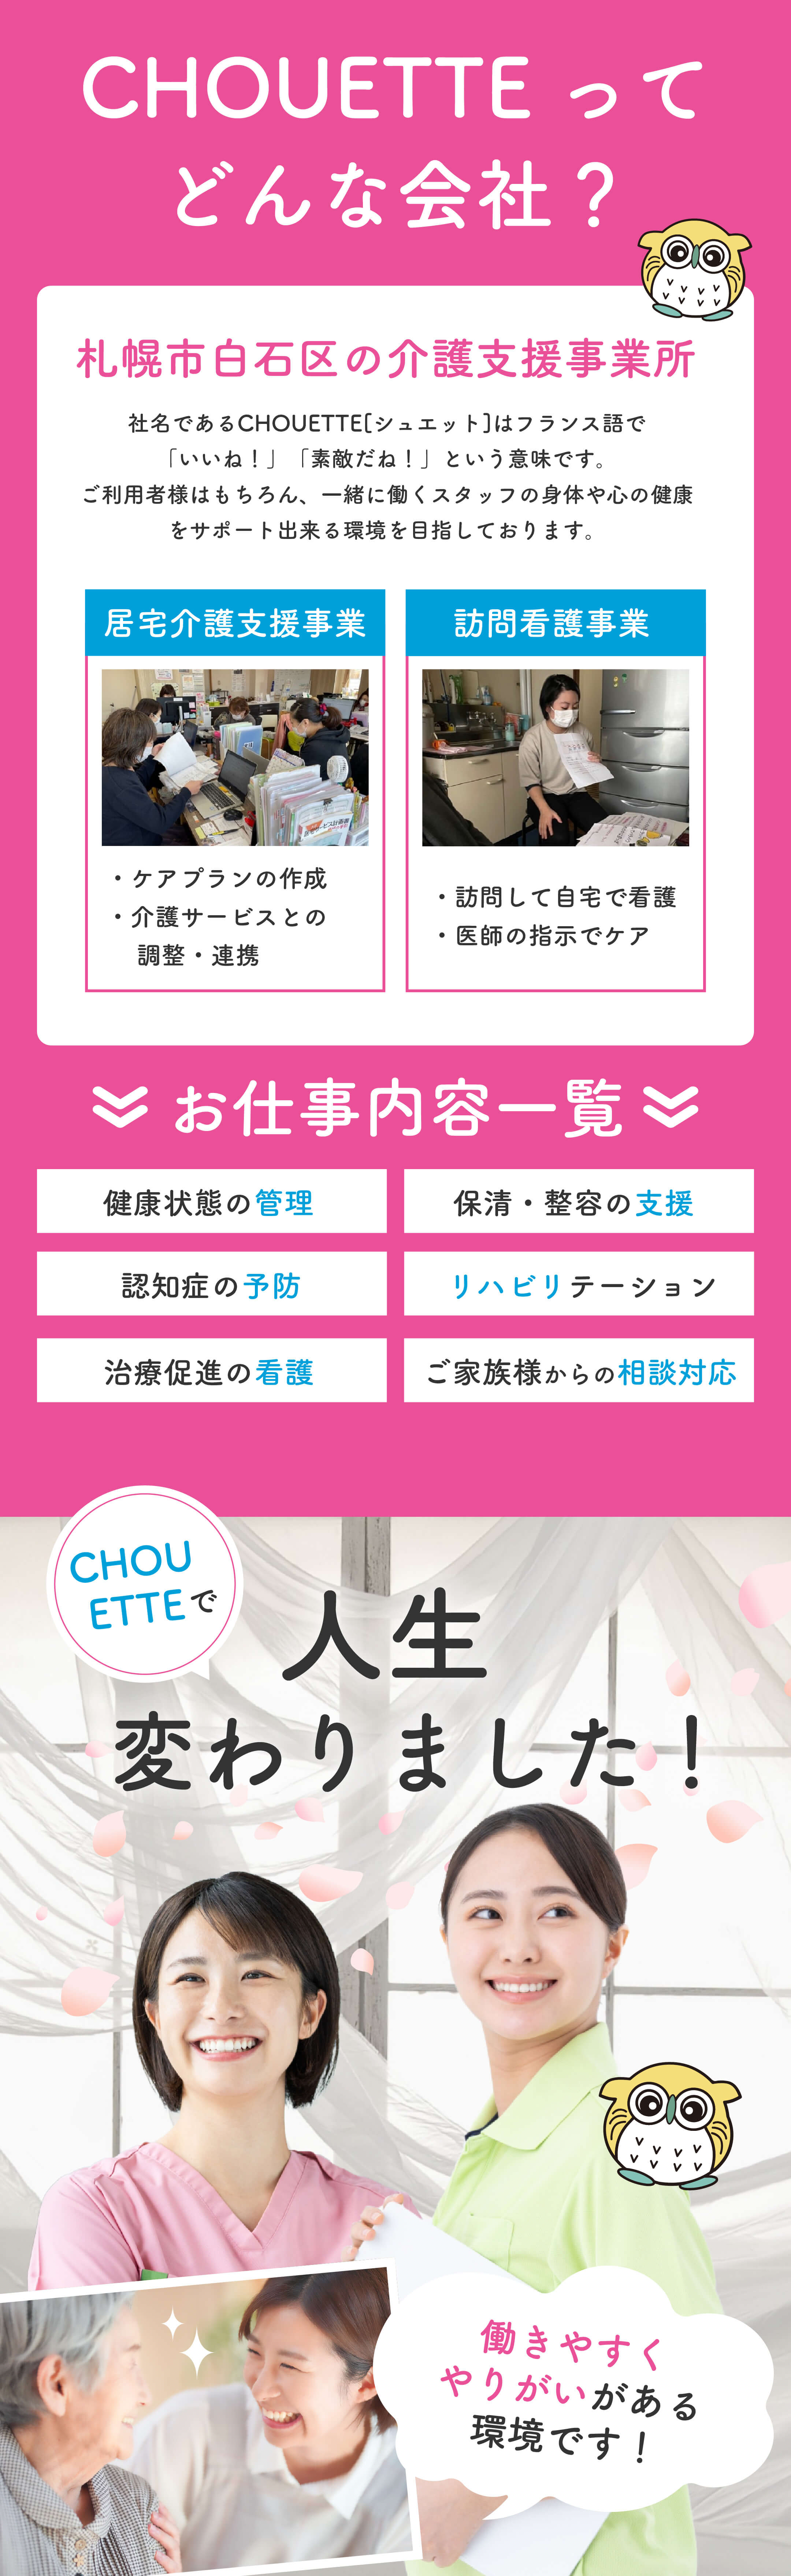 CHOUETTE って
どんな会社？
札幌市白石区の介護支援事業所
社名であるCHOUETTE[シュエット]はフランス語で
「いいね！」「素敵だね！」という意味です。
ご利用者様はもちろん、一緒に働くスタッフの身体や心の健康
をサポート出来る環境を目指しております。
居宅介護支援事業
・ケアプランの作成
・介護サービスとの
調整・連携
訪問看護事業
・訪問して自宅で看護
・医師の指示でケア
お仕事内容一覧
健康状態の管理
保清・整容の支援
認知症の予防
リハビリテーション
治療促進の看護
ご家族様からの相談対応
CHOU
ETTEで
人生
変わりました！
働きやすく
やりがいがある
環境です！